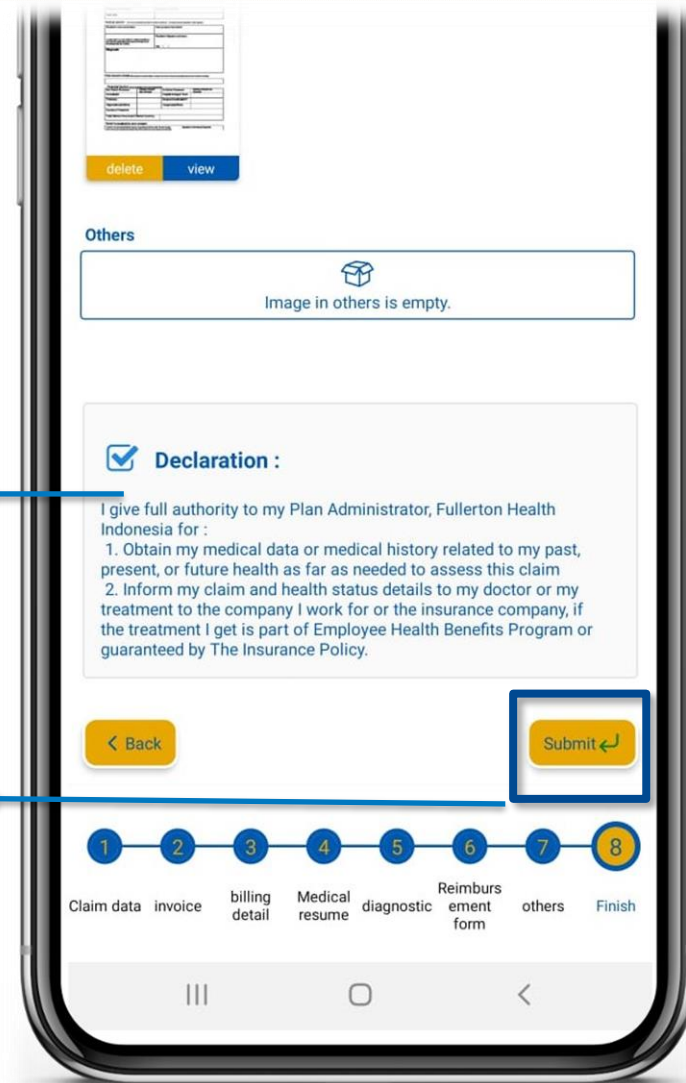 delete view
Others
Image in others is empty.
Declaration :
I give full authority to my Plan Administrator, Fullerton Health
Indonesia for :
1. Obtain my medical data or medical history related to my past,
present, or future health as far as needed to assess this claim
2. Inform my claim and health status details to my doctor or my
treatment to the company I work for or the insurance company, if
the treatment I get is part of Employee Health Benefits Program or
guaranteed by The Insurance Policy.
Back Submit
1 2 3 4 5 6 7 8
Claim data invoice billing detail Medical resume diagnostic Reimburs ement form others Finish